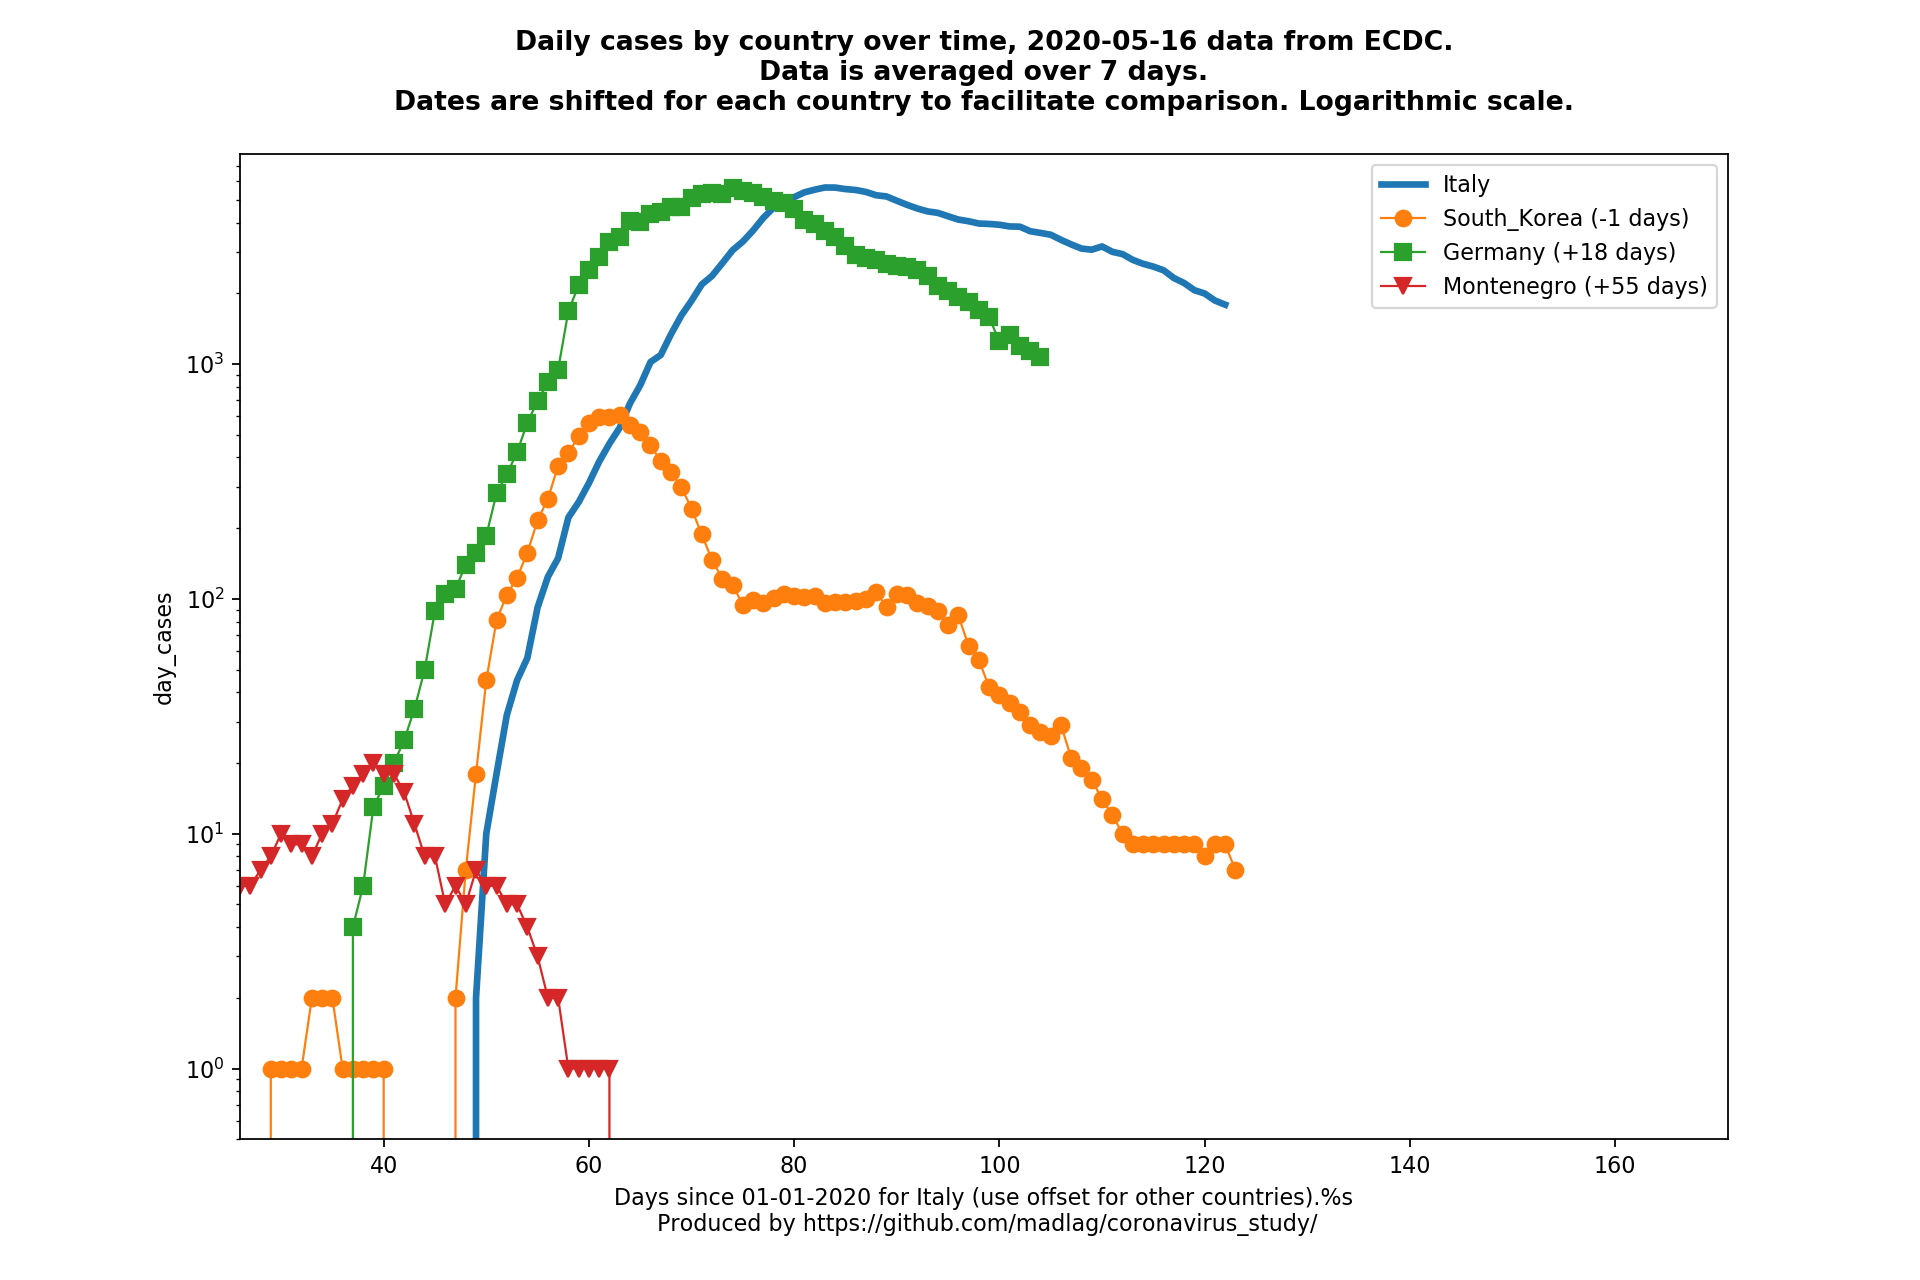 Daily cases by country over time, 2020-05-16 data from ECDC.
Data is averaged over 7 days.
Dates are shifted for each country to facilitate comparison. Logarithmic scale.
Italy
South_Korea (-1 days)
Germany (+18 days)
Montenegro (+55 days)
10³
10²
10¹
10⁰
day_cases
40 60 80 100 120 140 160
Days since 01-01-2020 for Italy (use offset for other countries).%s
Produced by https://github.com/madlag/coronavirus_study/